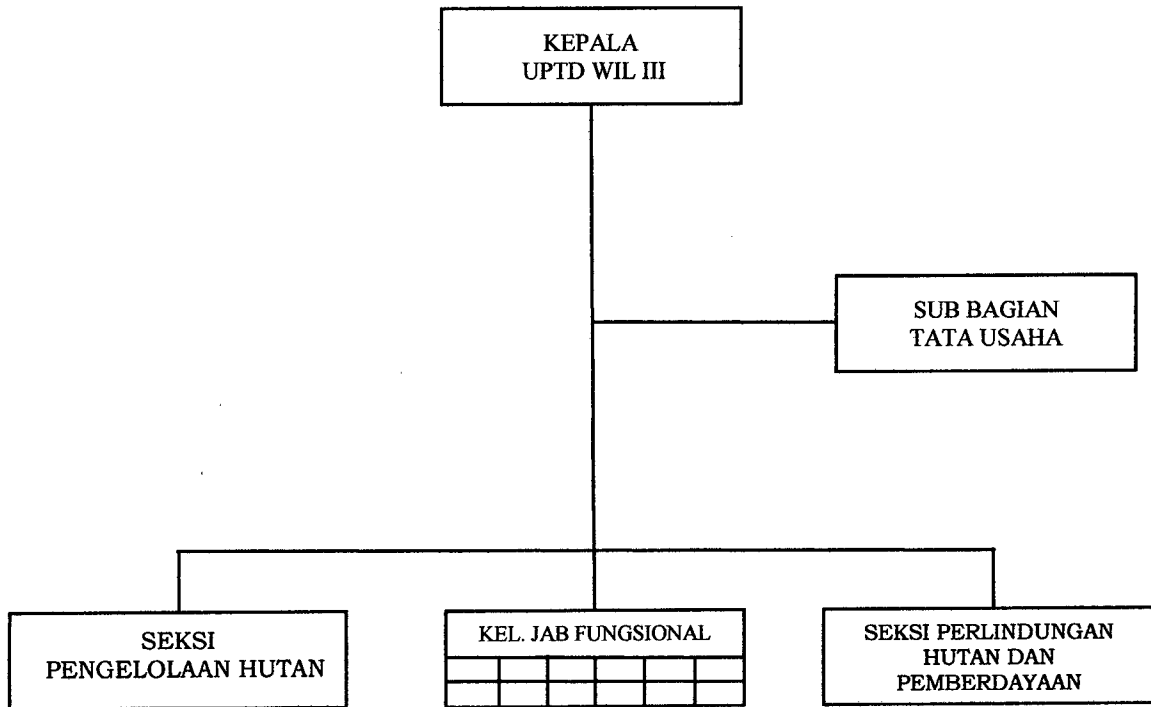 KEPALA
UPTD WIL III
SUB BAGIAN
TATA USAHA
SEKSI
PENGELOLAAN HUTAN
KEL. JAB FUNGSIONAL
SEKSI PERLINDUNGAN
HUTAN DAN
PEMBERDAYAAN